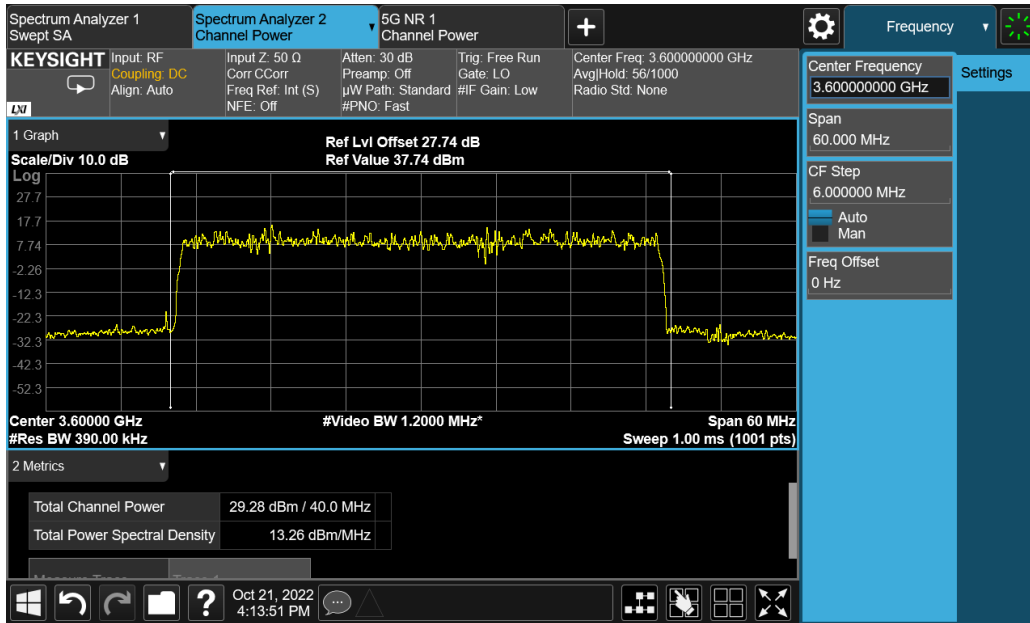 Spectrum Analyzer 1
Swept SA
Spectrum Analyzer 2
Channel Power
5G NR 1
Channel Power
Frequency
KEYSIGHT
LXI
Input: RF
Coupling: DC
Align: Auto
Input Z: 50 Ω
Corr CCorr
Freq Ref: Int (S)
NFE: Off
Atten: 30 dB
Preamp: Off
µW Path: Standard
#PNO: Fast
Trig: Free Run
Gate: LO
#IF Gain: Low
Center Freq: 3.600000000 GHz
Avg|Hold: 56/1000
Radio Std: None
Center Frequency
3.600000000 GHz
Settings
Span
60.000 MHz
CF Step
6.000000 MHz
Auto
Man
Freq Offset
0 Hz
1 Graph
Scale/Div 10.0 dB
Ref Lvl Offset 27.74 dB
Ref Value 37.74 dBm
Log
27.7
17.7
7.74
-2.26
-12.3
-22.3
-32.3
-42.3
-52.3
Center 3.60000 GHz
#Res BW 390.00 kHz
#Video BW 1.2000 MHz*
Span 60 MHz
Sweep 1.00 ms (1001 pts)
2 Metrics
Total Channel Power 29.28 dBm / 40.0 MHz
Total Power Spectral Density 13.26 dBm/MHz
?
Oct 21, 2022
4:13:51 PM